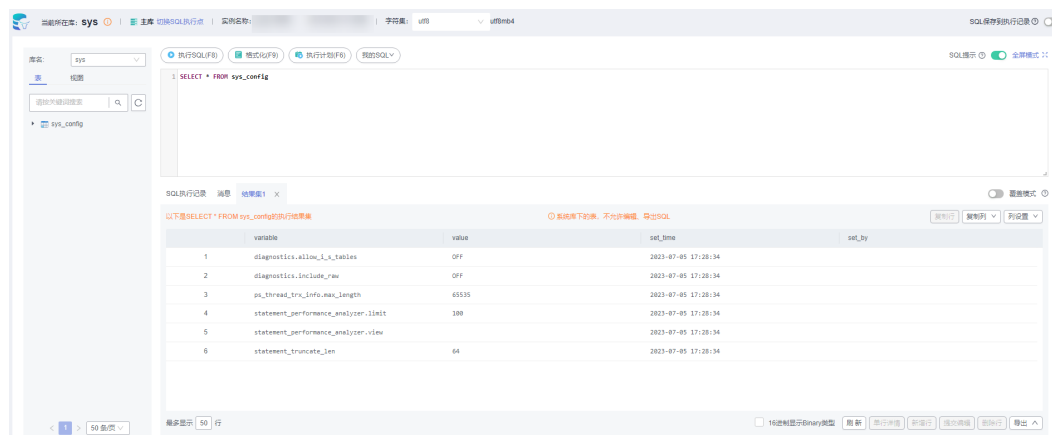 当前所在库: sys | 主库 切换SQL执行点 | 实例名称: | 字符集: utf8 utf8mb4 SQL保存到执行记录
库名: sys
执行SQL(F8) 格式化(F9) 执行计划(F6) 我的SQL SQL提示 全屏模式
表 视图
1 SELECT * FROM sys_config
请按关键词搜索
sys_config
SQL执行记录 消息 结果集1 X 覆盖模式
以下是SELECT * FROM sys_config的执行结果集 系统库下的表，不允许编辑、导出SQL 复制行 复制列 列设置
variable value set_time set_by
1 diagnostics.allow_i_s_tables OFF 2023-07-05 17:28:34
2 diagnostics.include_raw OFF 2023-07-05 17:28:34
3 ps_thread_trx_info.max_length 65535 2023-07-05 17:28:34
4 statement_performance_analyzer.limit 100 2023-07-05 17:28:34
5 statement_performance_analyzer.view 2023-07-05 17:28:34
6 statement_truncate_len 64 2023-07-05 17:28:34
< 1 > 50 条/页 最多显示 50 行 16进制显示Binary类型 刷新 单行详情 新增行 提交编辑 删除行 导出